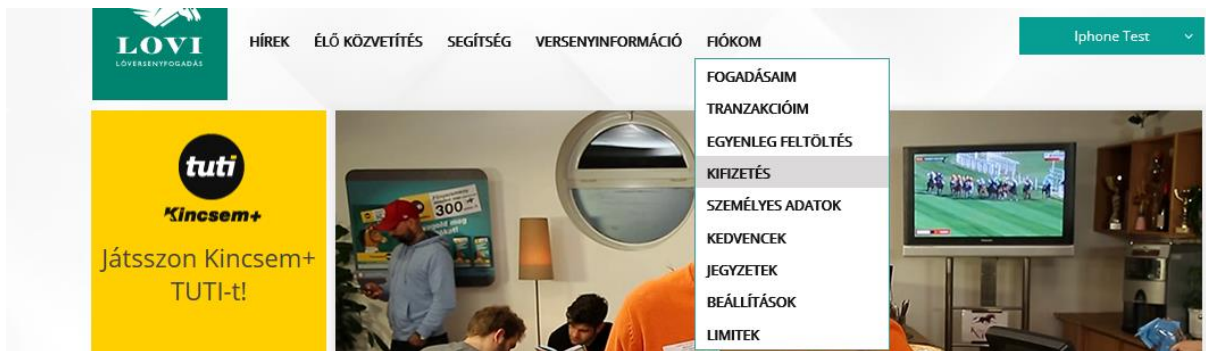 LOVI
LÓVERSENYFOGADÁS
HÍREK ÉLŐ KÖZVETÍTÉS SEGÍTSÉG VERSENYINFORMÁCIÓ FIÓKOM
Iphone Test
FOGADÁSAIM
TRANZAKCIÓIM
EGYENLEG FELTÖLTÉS
KIFIZETÉS
SZEMÉLYES ADATOK
KEDVENCEK
JEGYZETEK
BEÁLLÍTÁSOK
LIMITEK
tuti
Kincsem+
Játsszon Kincsem+
TUTI-t!
300